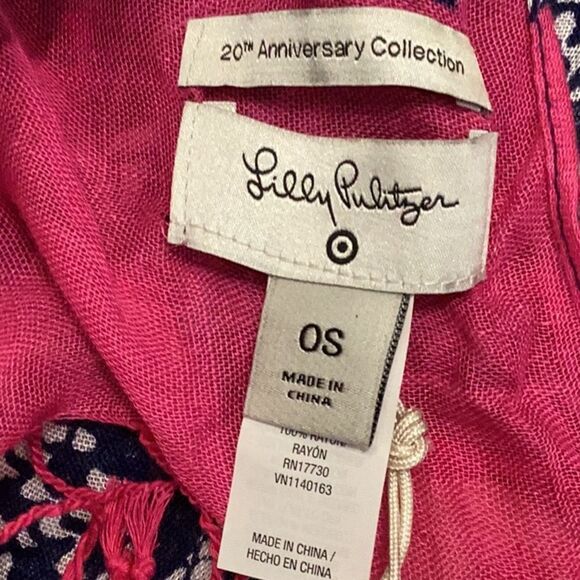 20TH Anniversary Collection
Lilly Pulitzer
OS
MADE IN
CHINA
100% RAYON
RAYÓN
RN17730
VN1140163
MADE IN CHINA /
HECHO EN CHINA